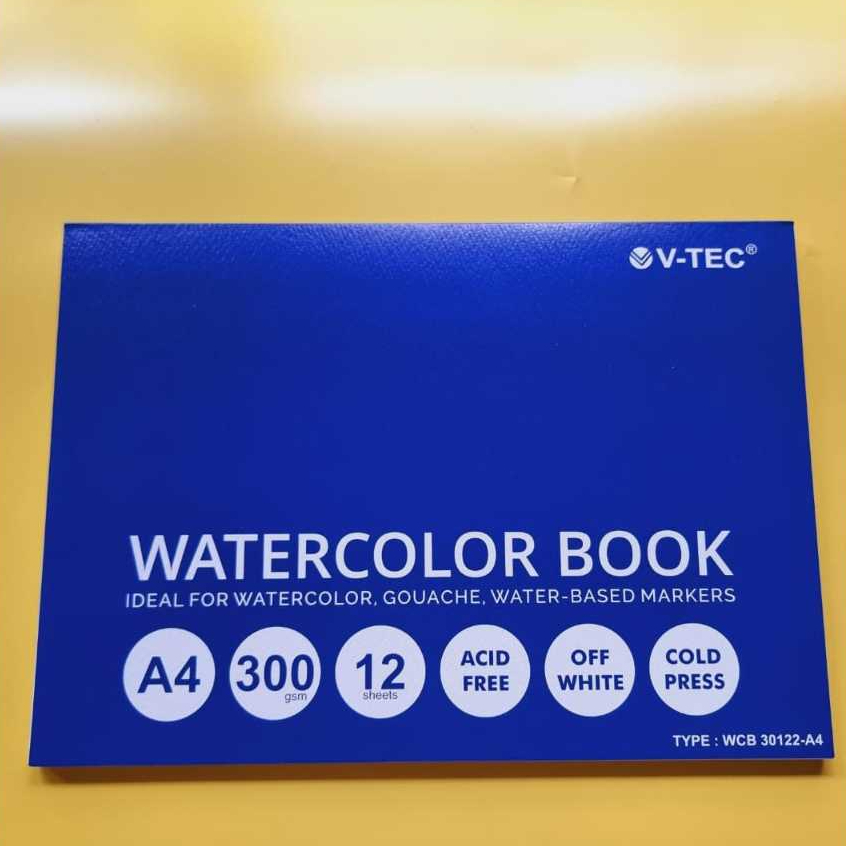 V-TEC®
WATERCOLOR BOOK
IDEAL FOR WATERCOLOR, GOUACHE, WATER-BASED MARKERS
A4
300
gsm
12
sheets
ACID
FREE
OFF
WHITE
COLD
PRESS
TYPE : WCB 30122-A4